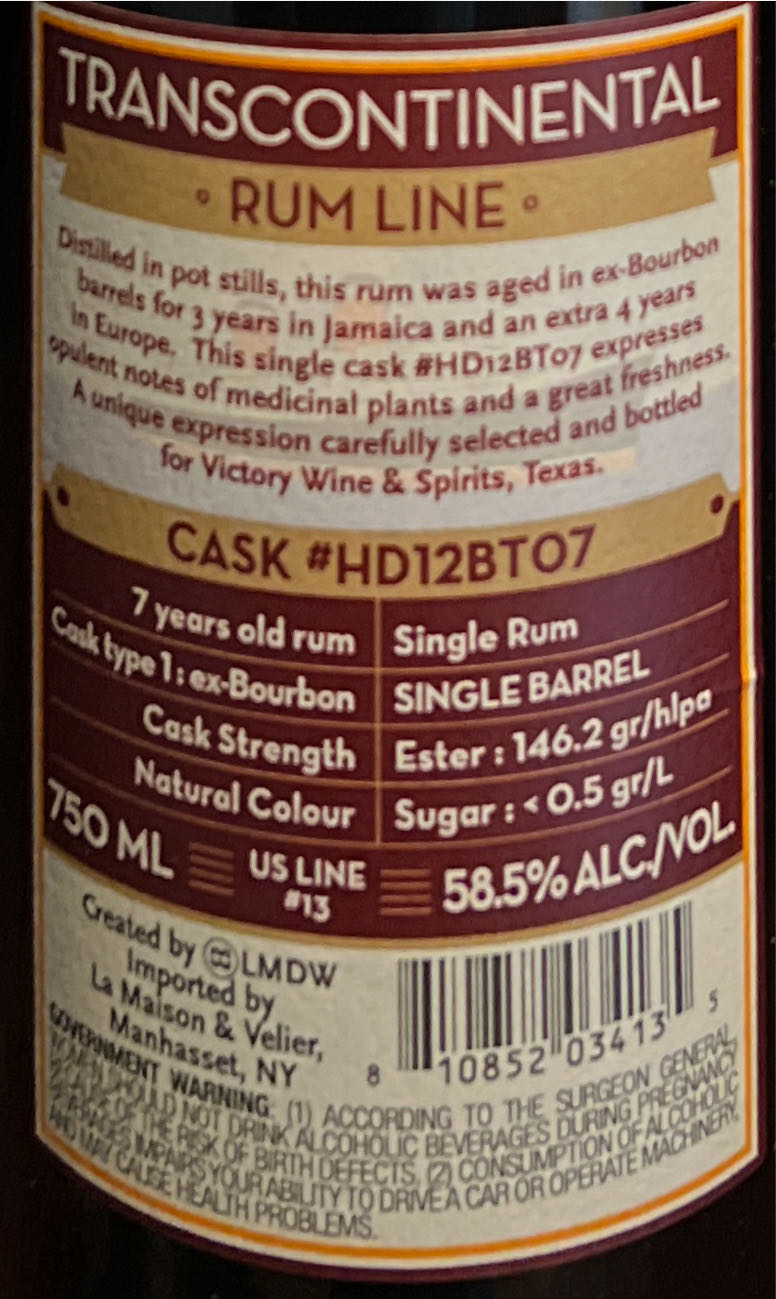 TRANSCONTINENTAL
° RUM LINE °
Distilled in pot stills, this rum was aged in ex-Bourbon
barrels for 3 years in Jamaica and an extra 4 years
in Europe. This single cask #HD12BT07 expresses
opulent notes of medicinal plants and a great freshness.
A unique expression carefully selected and bottled
for Victory Wine & Spirits, Texas.
CASK #HD12BT07
7 years old rum Single Rum
Cask type 1 : ex-Bourbon SINGLE BARREL
Cask Strength Ester : 146.2 gr/hlpa
Natural Colour Sugar : < 0.5 gr/L
750 ML US LINE #13 58.5% ALC./VOL.
Created by LMDW
Imported by
La Maison & Velier,
Manhasset, NY
8 10852 03413 5
GOVERNMENT WARNING: (1) ACCORDING TO THE SURGEON GENERAL,
WOMEN SHOULD NOT DRINK ALCOHOLIC BEVERAGES DURING PREGNANCY
BECAUSE OF THE RISK OF BIRTH DEFECTS. (2) CONSUMPTION OF ALCOHOLIC
BEVERAGES IMPAIRS YOUR ABILITY TO DRIVE A CAR OR OPERATE MACHINERY,
AND MAY CAUSE HEALTH PROBLEMS.